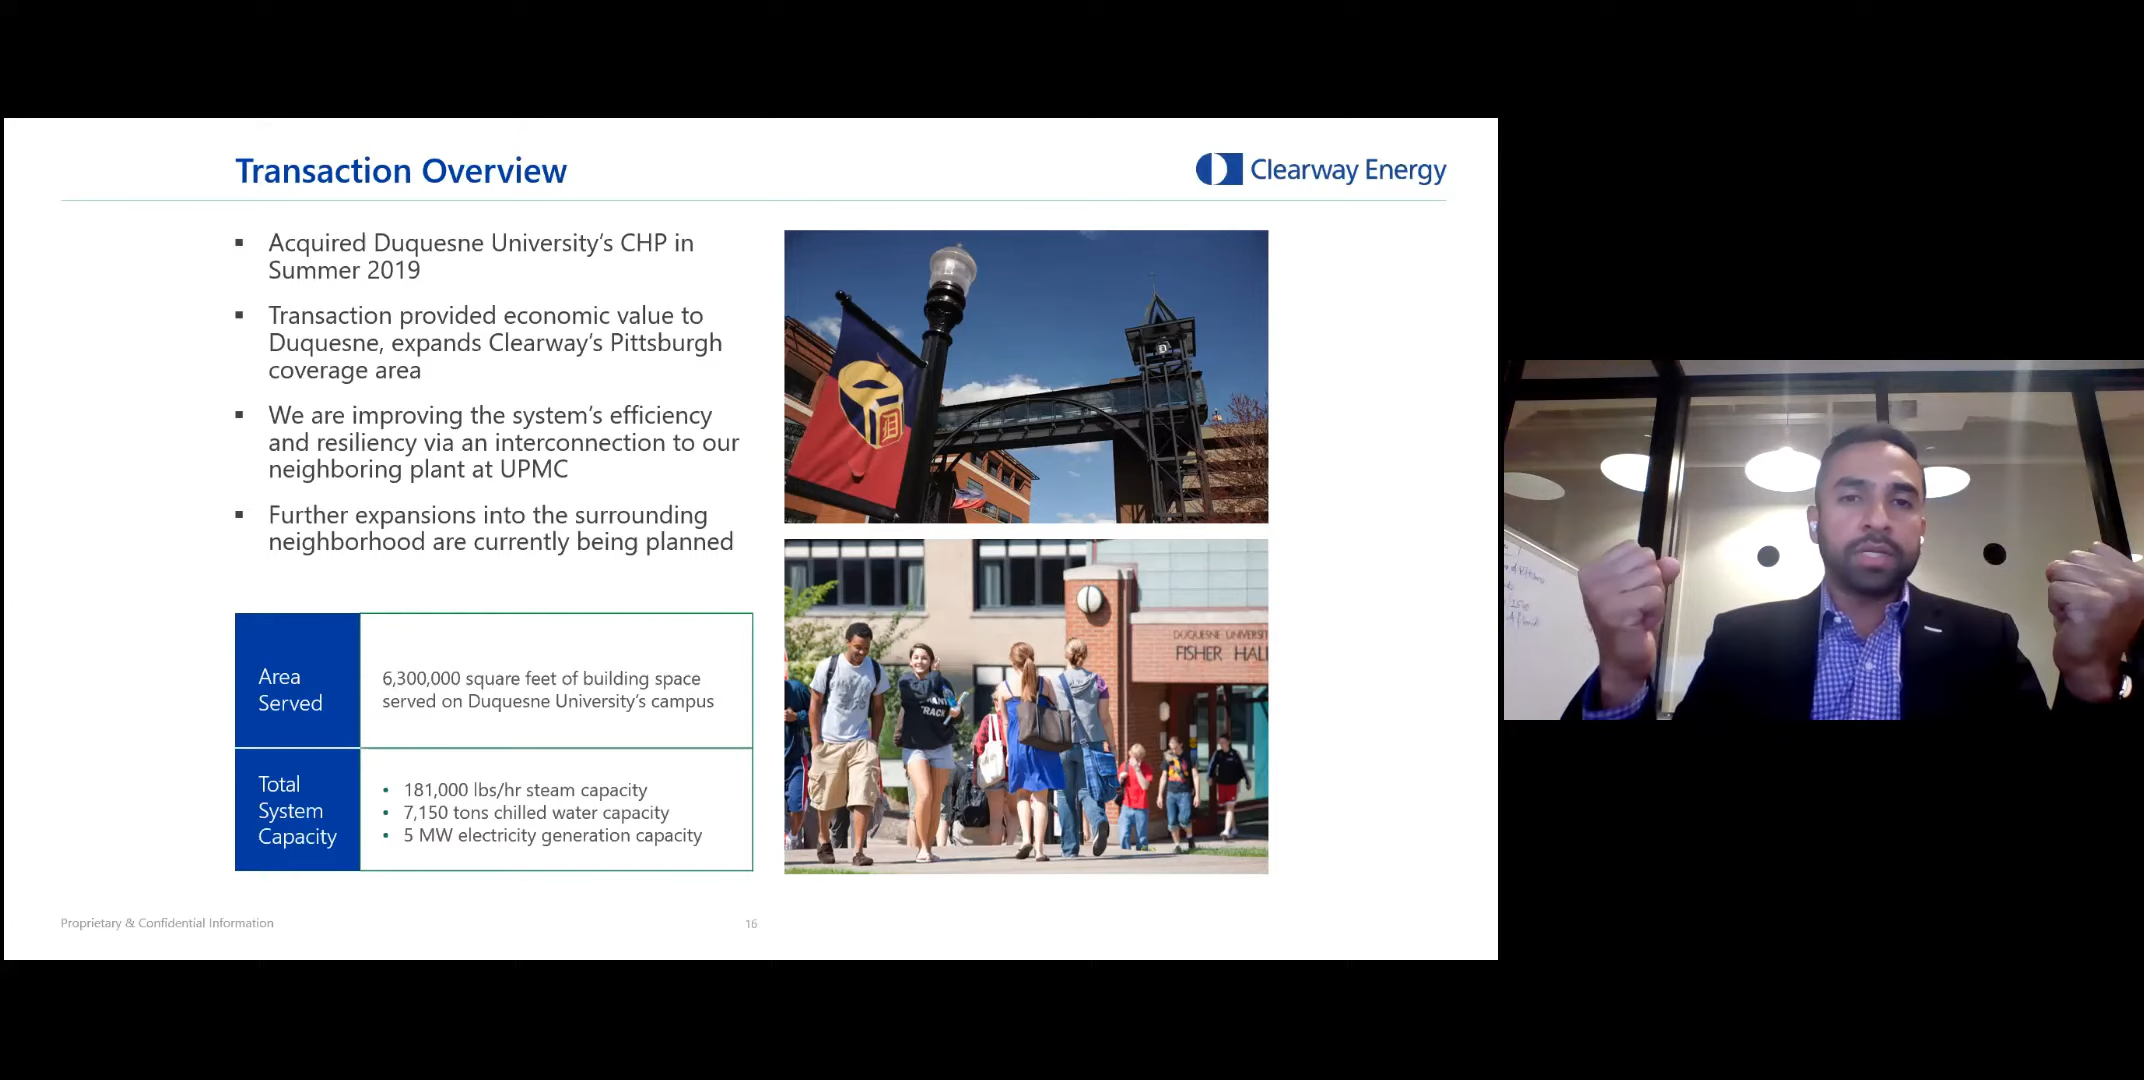 Transaction Overview
Clearway Energy
▪ Acquired Duquesne University’s CHP in
Summer 2019
▪ Transaction provided economic value to
Duquesne, expands Clearway’s Pittsburgh
coverage area
▪ We are improving the system’s efficiency
and resiliency via an interconnection to our
neighboring plant at UPMC
▪ Further expansions into the surrounding
neighborhood are currently being planned
Area
Served
6,300,000 square feet of building space
served on Duquesne University’s campus
Total
System
Capacity
• 181,000 lbs/hr steam capacity
• 7,150 tons chilled water capacity
• 5 MW electricity generation capacity
D
DUQUESNE UNIVERSIT
FISHER HALL
TRACK
Proprietary & Confidential Information
16